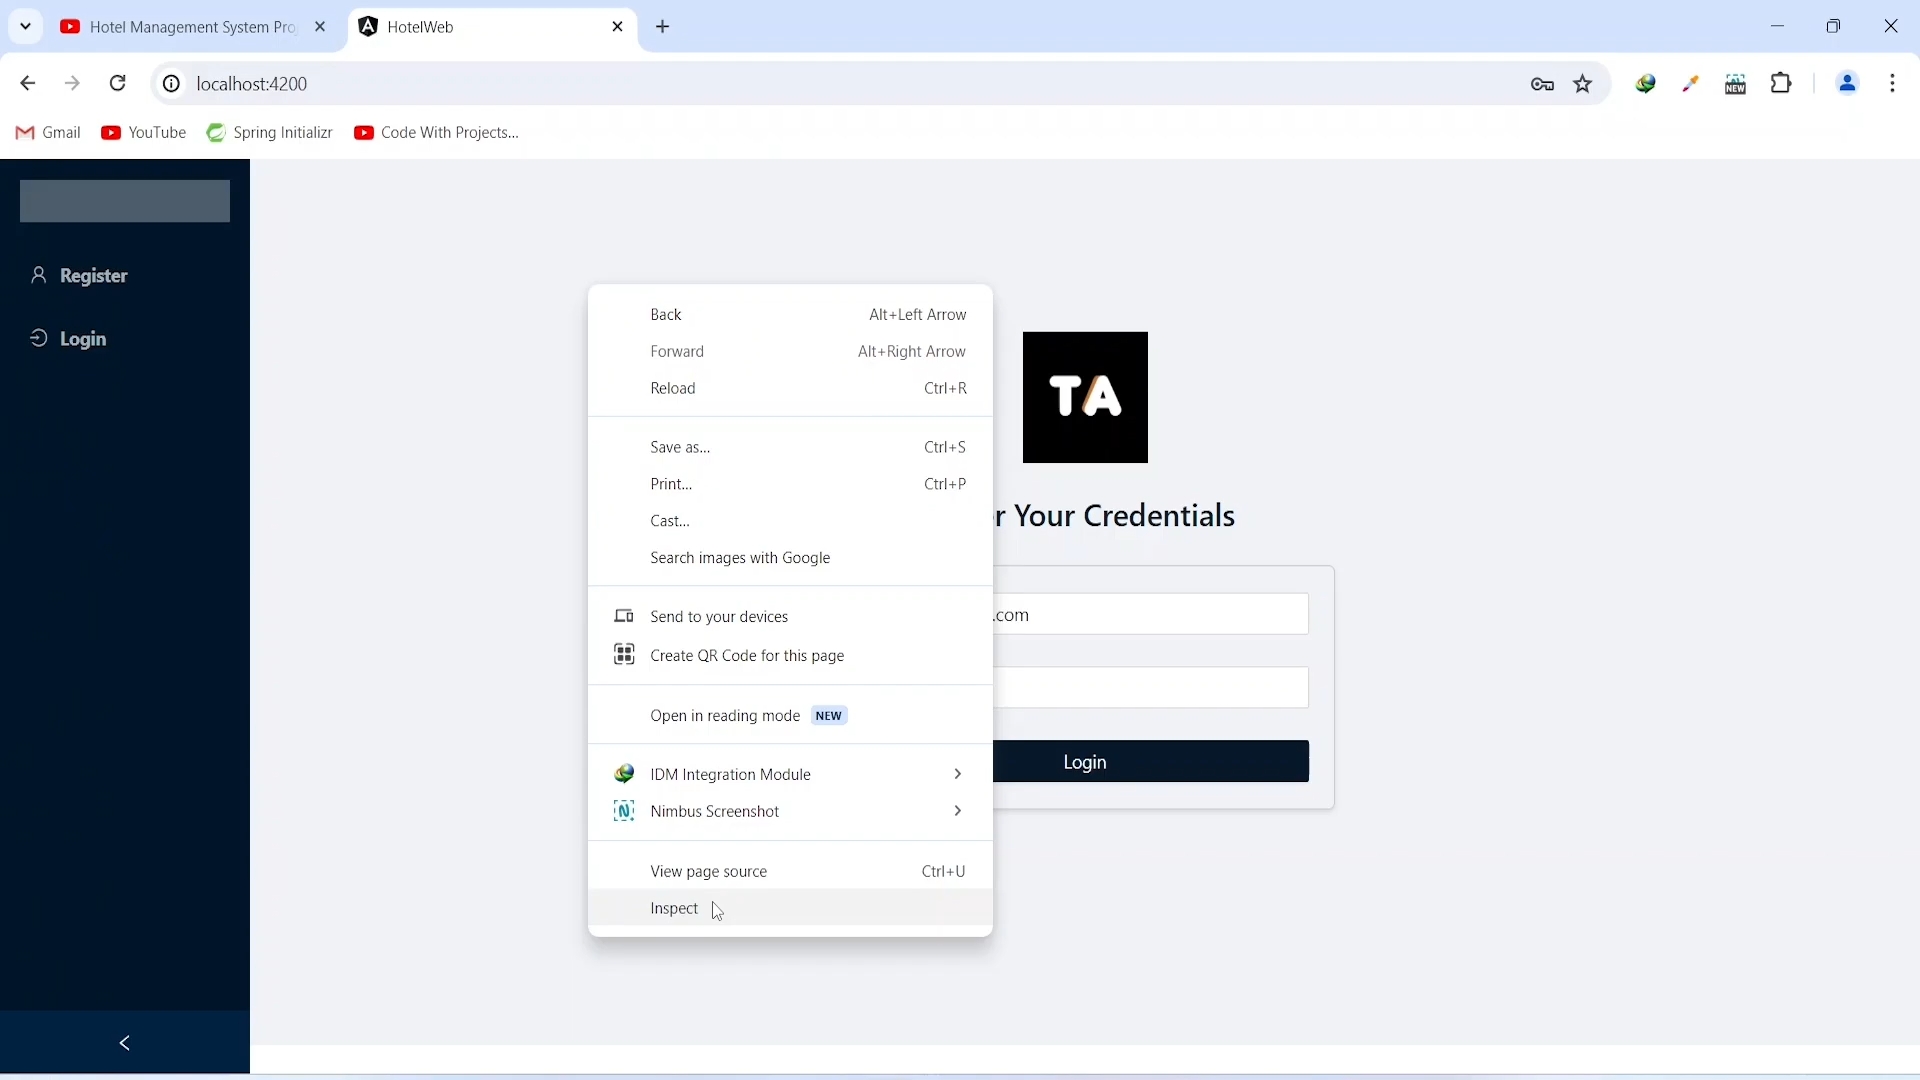 Hotel Management System Pro
HotelWeb
localhost:4200
NEW
Gmail
YouTube
Spring Initializr
Code With Projects...
Register
Login
Back Alt+Left Arrow
Forward Alt+Right Arrow
Reload Ctrl+R
Save as... Ctrl+S
Print... Ctrl+P
Cast...
Search images with Google
Send to your devices
Create QR Code for this page
Open in reading mode NEW
IDM Integration Module
Nimbus Screenshot
View page source Ctrl+U
Inspect
TA
r Your Credentials
.com
Login